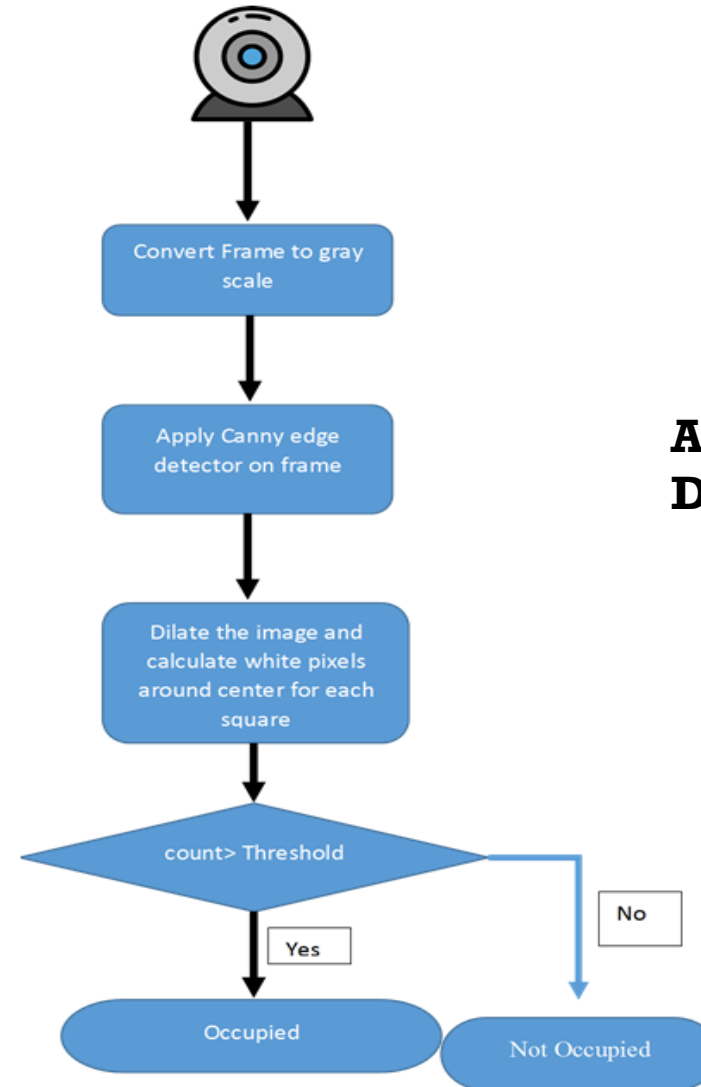 Convert Frame to gray
scale
Apply Canny edge
detector on frame
A
D
Dilate the image and
calculate white pixels
around center for each
square
count> Threshold
No
Yes
Occupied
Not Occupied